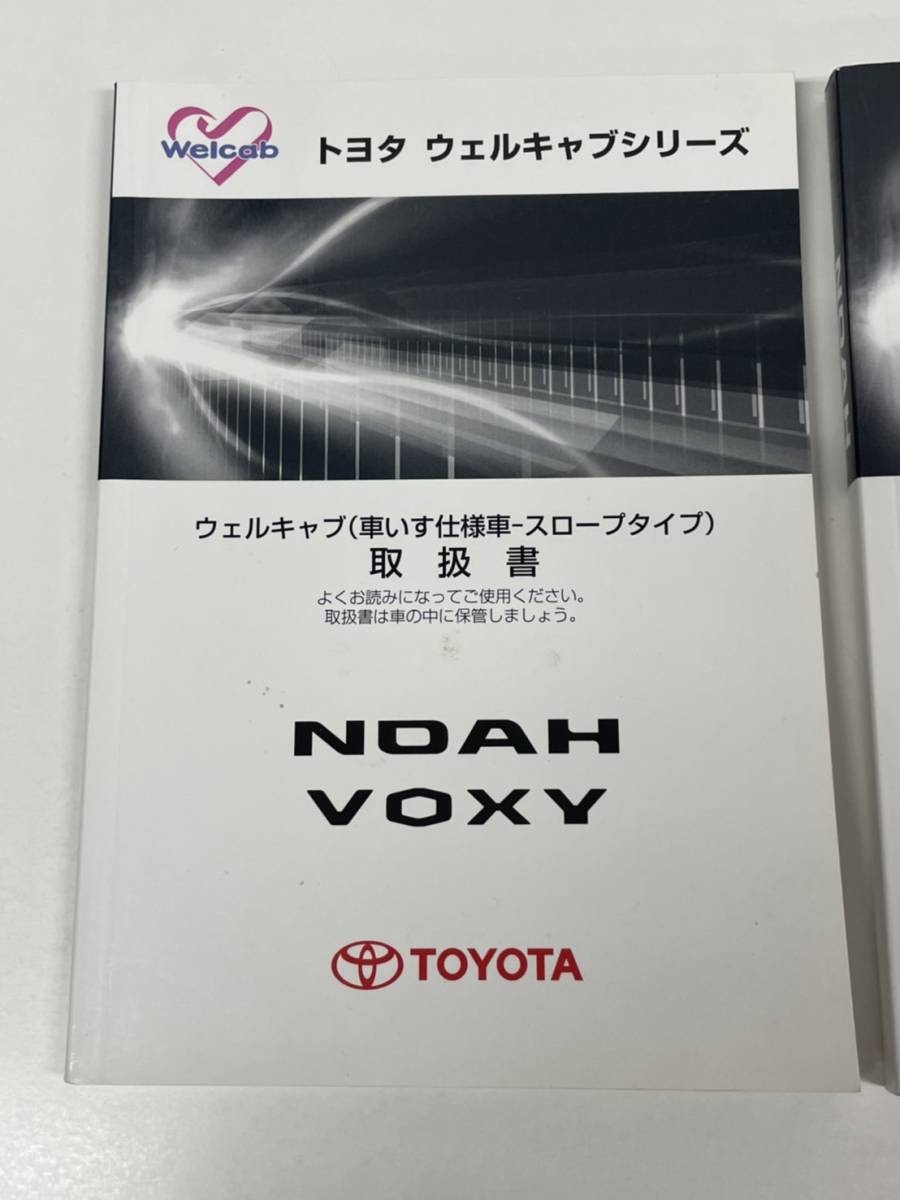 Welcab
トヨタ ウェルキャブシリーズ
ウェルキャブ(車いす仕様車-スロープタイプ)
取扱書
よくお読みになってご使用ください。
取扱書は車の中に保管しましょう。
NOAH
VOXY
TOYOTA
NOAH